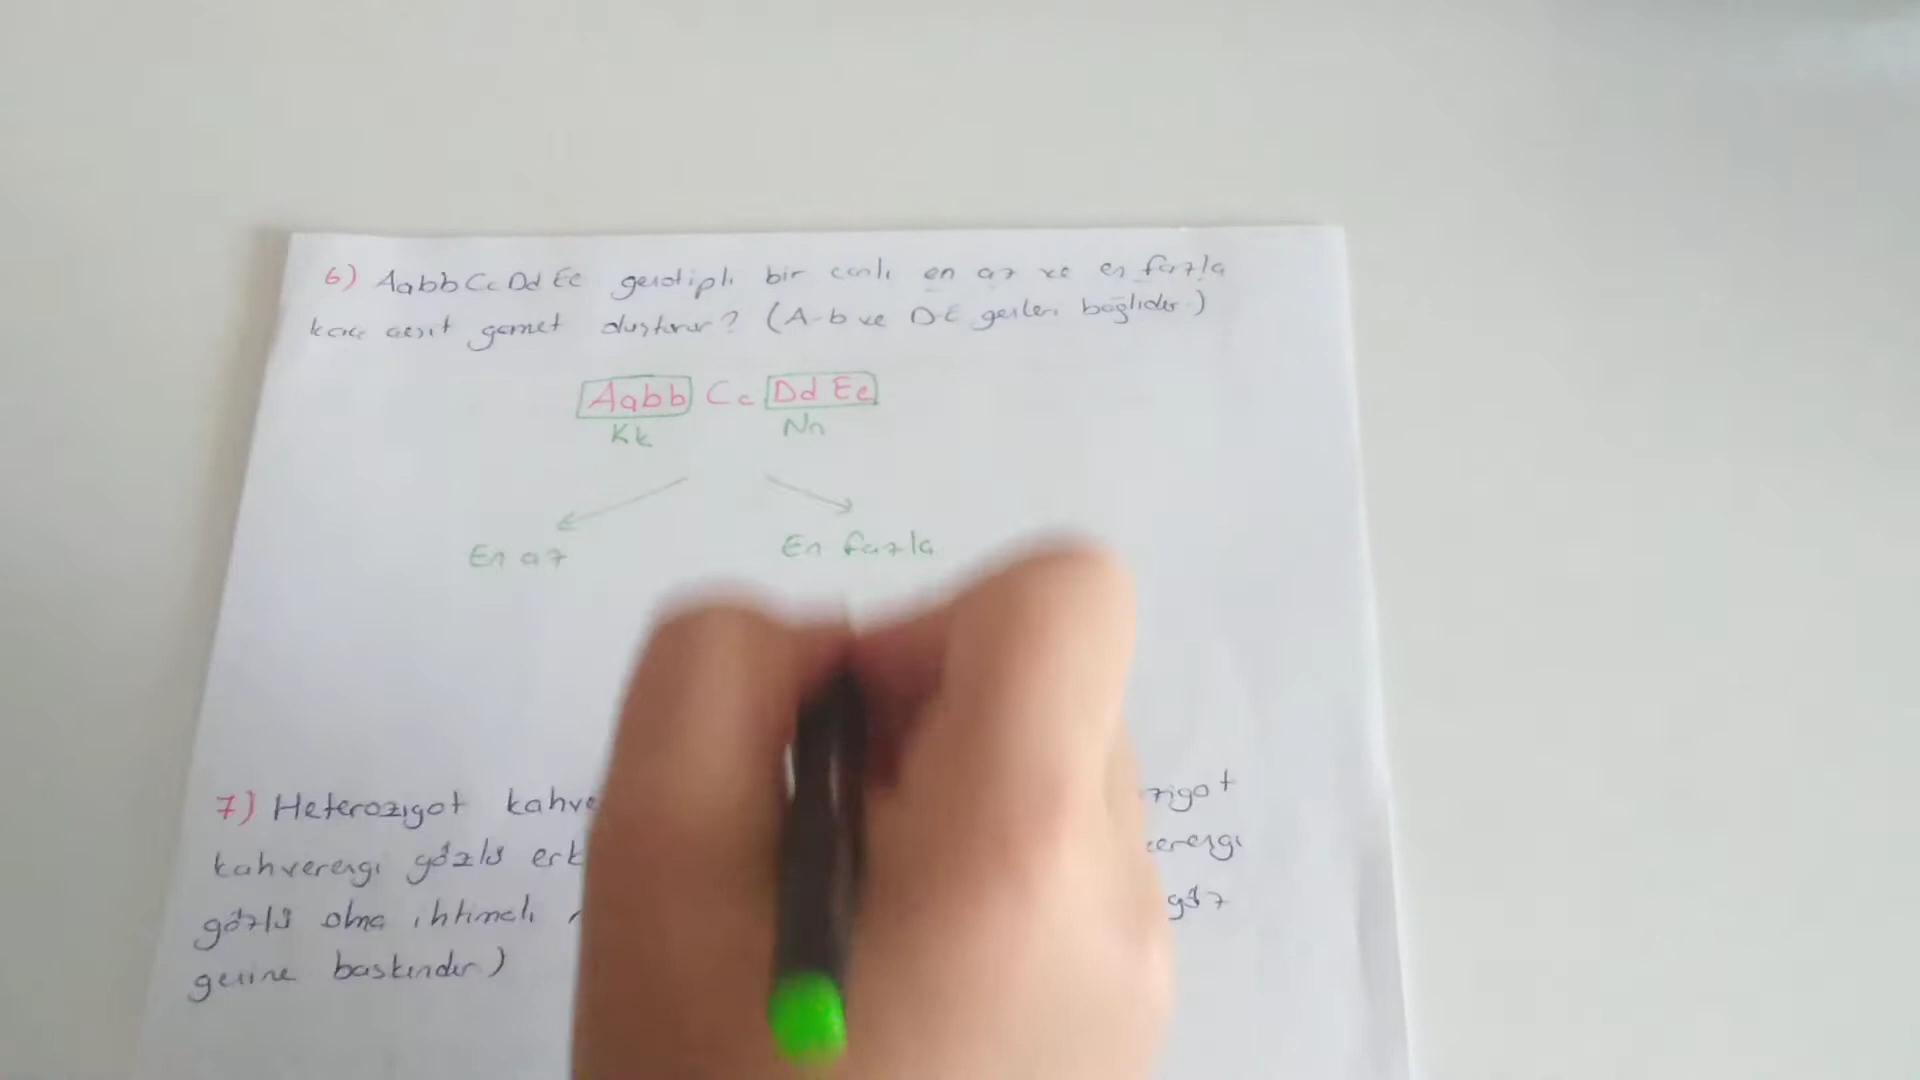 6) AabbCcDdEe genotipli bir canlı en az ve en fazla
kaç çeşit gamet oluşturur? (A-b ve D-E genleri bağlıdır.)
Aabb Cc Dd Ee
Kk Nn
En az En fazla
7) Heterozigot kahve zigot
kahverengi gözlü erk verengi
gözlü olma ihtimali göz
genine baskındır)